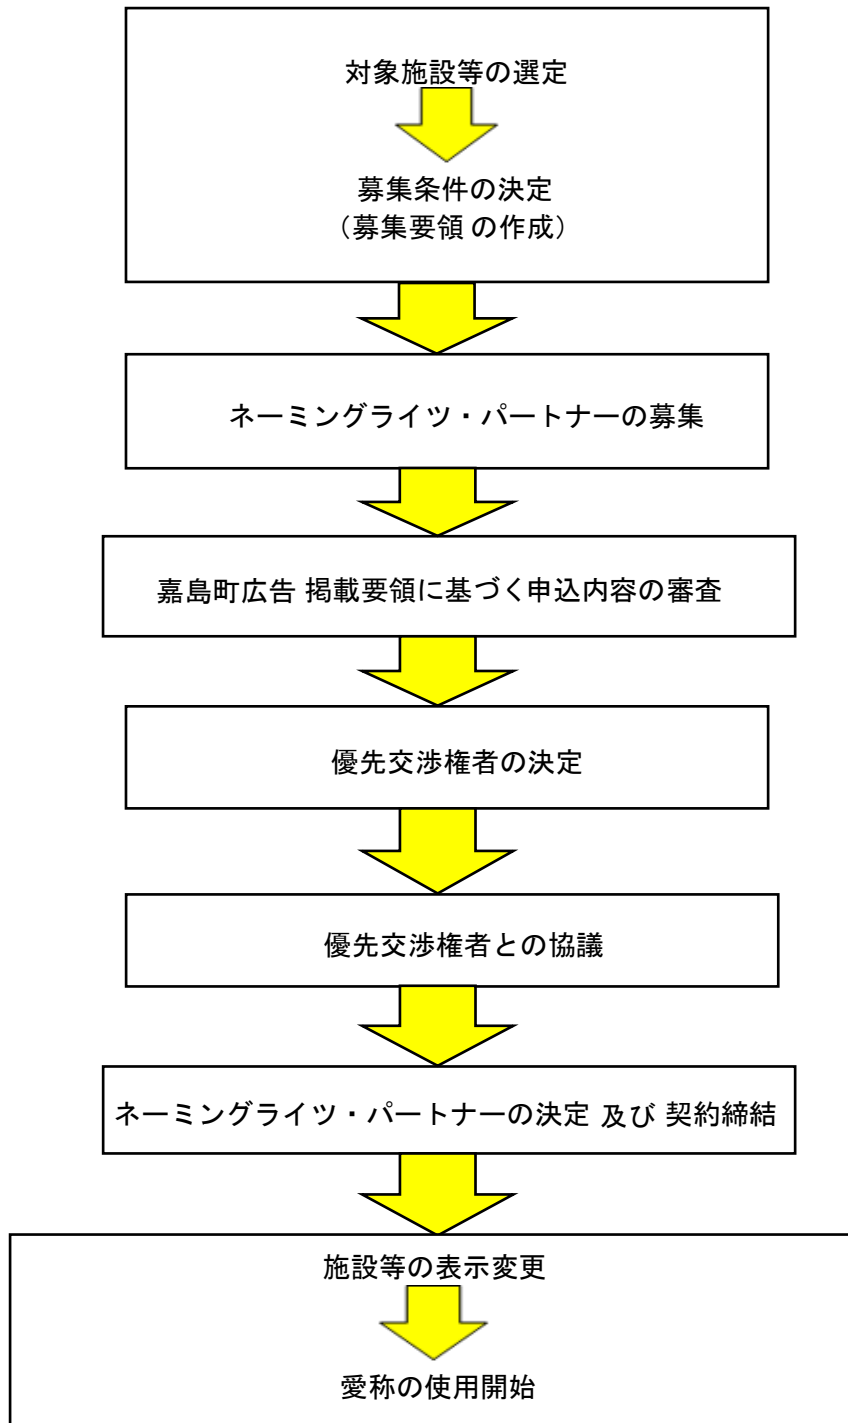 対象施設等の選定
募集条件の決定
（募集要領の作成）
ネーミングライツ・パートナーの募集
嘉島町広告 掲載要領に基づく申込内容の審査
優先交渉権者の決定
優先交渉権者との協議
ネーミングライツ・パートナーの決定 及び 契約締結
施設等の表示変更
愛称の使用開始